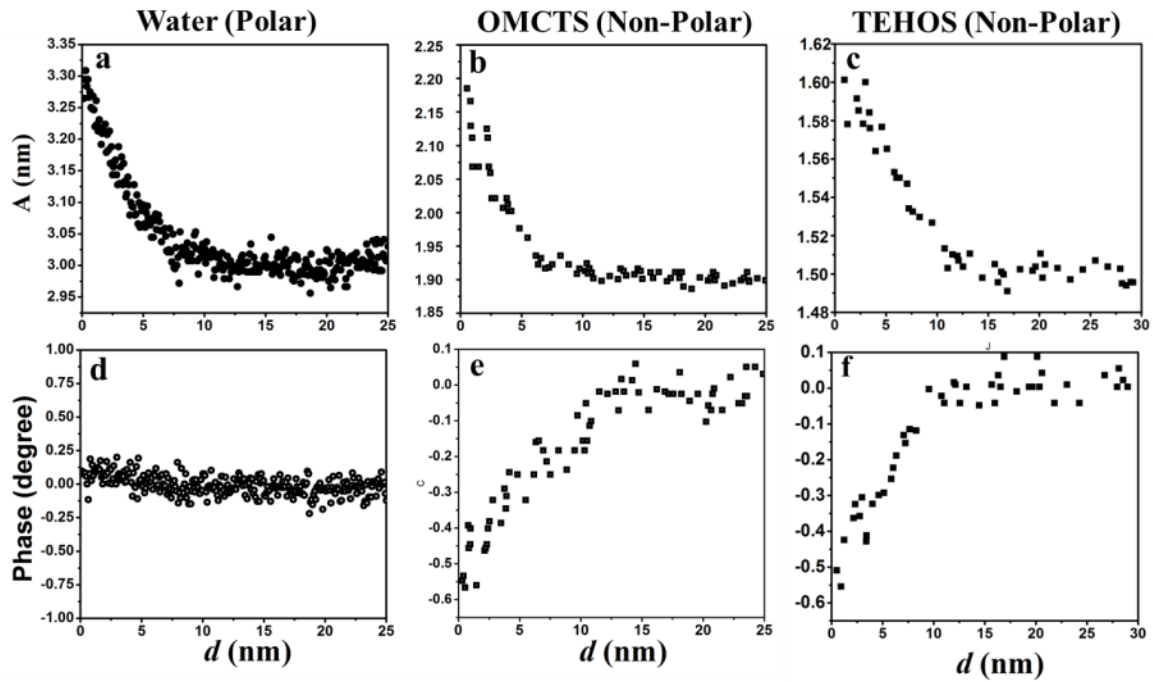 Water (Polar) OMCTS (Non-Polar) TEHOS (Non-Polar)
a b c
A (nm)
3.35 3.30 3.25 3.20 3.15 3.10 3.05 3.00 2.95
0 5 10 15 20 25
2.25 2.20 2.15 2.10 2.05 2.00 1.95 1.90 1.85
0 5 10 15 20 25
1.62 1.60 1.58 1.56 1.54 1.52 1.50 1.48
0 5 10 15 20 25 30
J
d e f
Phase (degree)
1.00 0.75 0.50 0.25 0.00 -0.25 -0.50 -0.75 -1.00
0 5 10 15 20 25
C
0.1 0.0 -0.1 -0.2 -0.3 -0.4 -0.5 -0.6
0 5 10 15 20 25
0.1 0.0 -0.1 -0.2 -0.3 -0.4 -0.5 -0.6
0 5 10 15 20 25 30
d (nm) d (nm) d (nm)